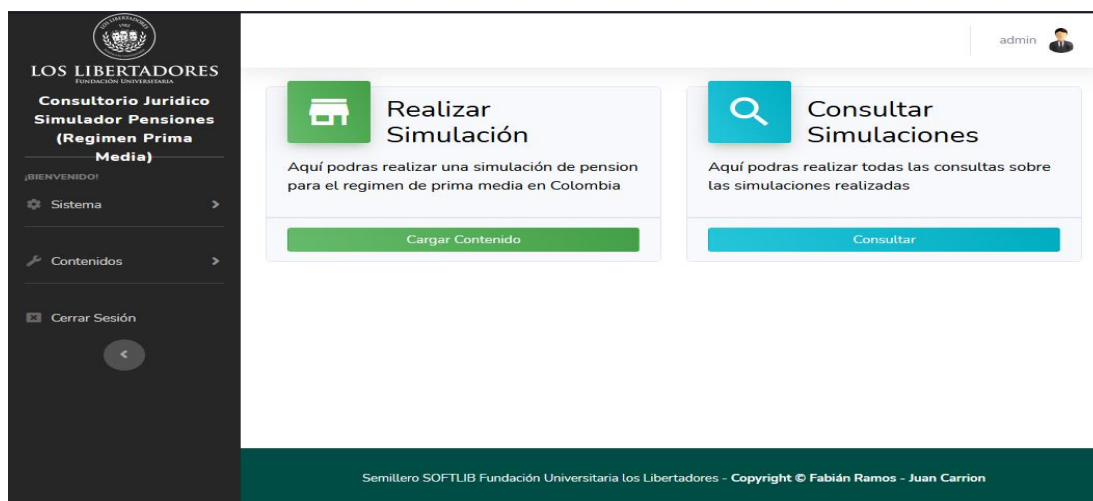 LOS LIBERTADORES
FUNDACIÓN UNIVERSITARIA
Consultorio Juridico
Simulador Pensiones
(Regimen Prima
Media)
¡BIENVENIDO!
Sistema
Contenidos
Cerrar Sesión
admin
Realizar
Simulación
Aquí podras realizar una simulación de pension
para el regimen de prima media en Colombia
Cargar Contenido
Consultar
Simulaciones
Aquí podras realizar todas las consultas sobre
las simulaciones realizadas
Consultar
Semillero SOFTLIB Fundación Universitaria los Libertadores - Copyright © Fabián Ramos - Juan Carrion